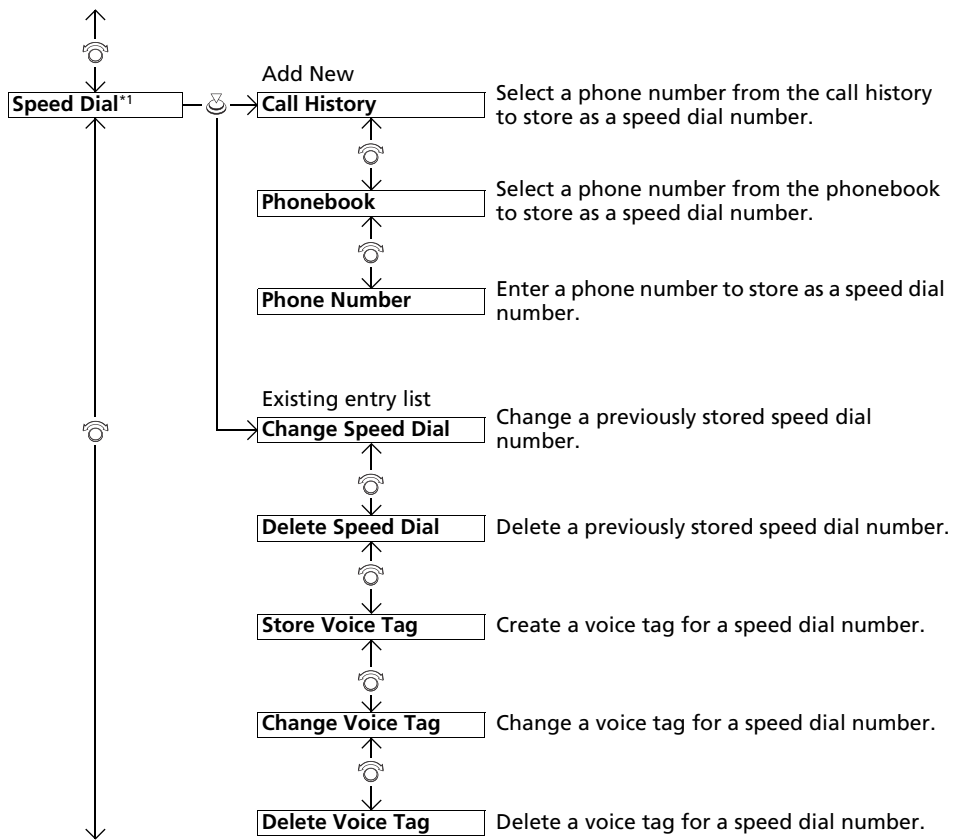 Add New
Speed Dial*1
Call History
Select a phone number from the call history
to store as a speed dial number.
Phonebook
Select a phone number from the phonebook
to store as a speed dial number.
Phone Number
Enter a phone number to store as a speed dial
number.
Existing entry list
Change Speed Dial
Change a previously stored speed dial
number.
Delete Speed Dial
Delete a previously stored speed dial number.
Store Voice Tag
Create a voice tag for a speed dial number.
Change Voice Tag
Change a voice tag for a speed dial number.
Delete Voice Tag
Delete a voice tag for a speed dial number.